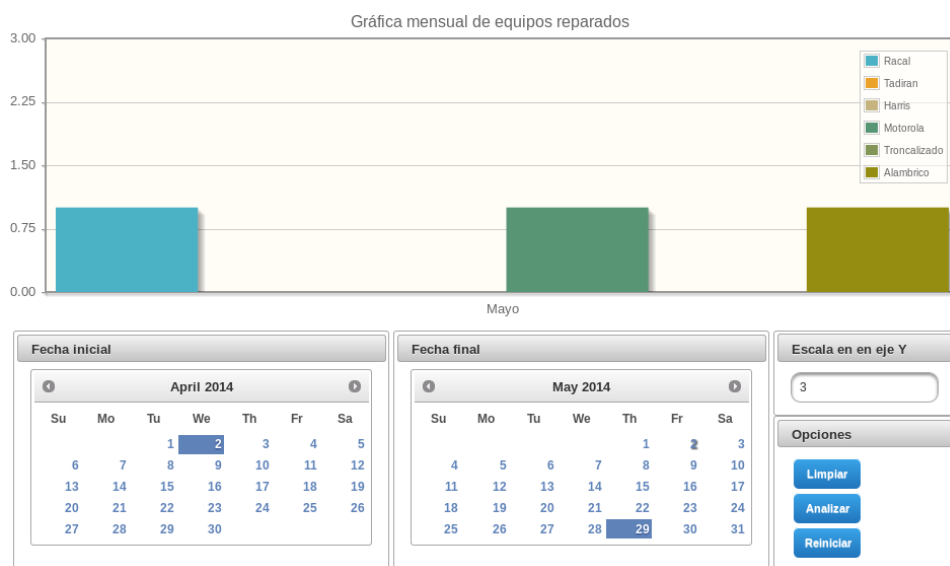 Gráfica mensual de equipos reparados
3.00
2.25
1.50
0.75
0.00
Racal
Tadiran
Harris
Motorola
Troncalizado
Alambrico
Mayo
Fecha inicial
April 2014
Su Mo Tu We Th Fr Sa
1 2 3 4 5
6 7 8 9 10 11 12
13 14 15 16 17 18 19
20 21 22 23 24 25 26
27 28 29 30
Fecha final
May 2014
Su Mo Tu We Th Fr Sa
1 2 3
4 5 6 7 8 9 10
11 12 13 14 15 16 17
18 19 20 21 22 23 24
25 26 27 28 29 30 31
Escala en en eje Y
3
Opciones
Limpiar
Analizar
Reiniciar